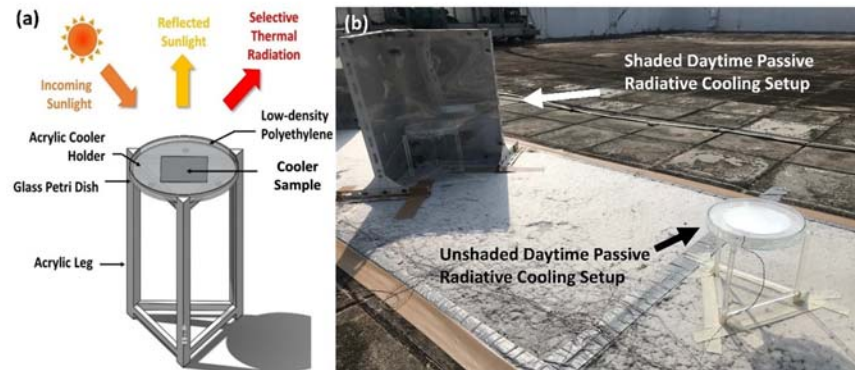 (a)
Incoming
Sunlight
Reflected
Sunlight
Selective
Thermal
Radiation
Low-density
Polyethylene
Acrylic Cooler
Holder
Glass Petri Dish
Cooler
Sample
Acrylic Leg
(b)
Shaded Daytime Passive
Radiative Cooling Setup
Unshaded Daytime Passive
Radiative Cooling Setup